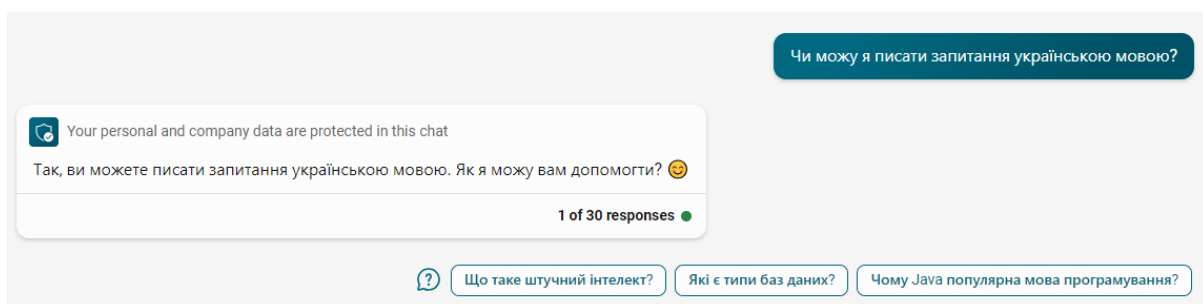 Чи можу я писати запитання українською мовою?
Your personal and company data are protected in this chat
Так, ви можете писати запитання українською мовою. Як я можу вам допомогти? 😊
1 of 30 responses
Що таке штучний інтелект?
Які є типи баз даних?
Чому Java популярна мова програмування?